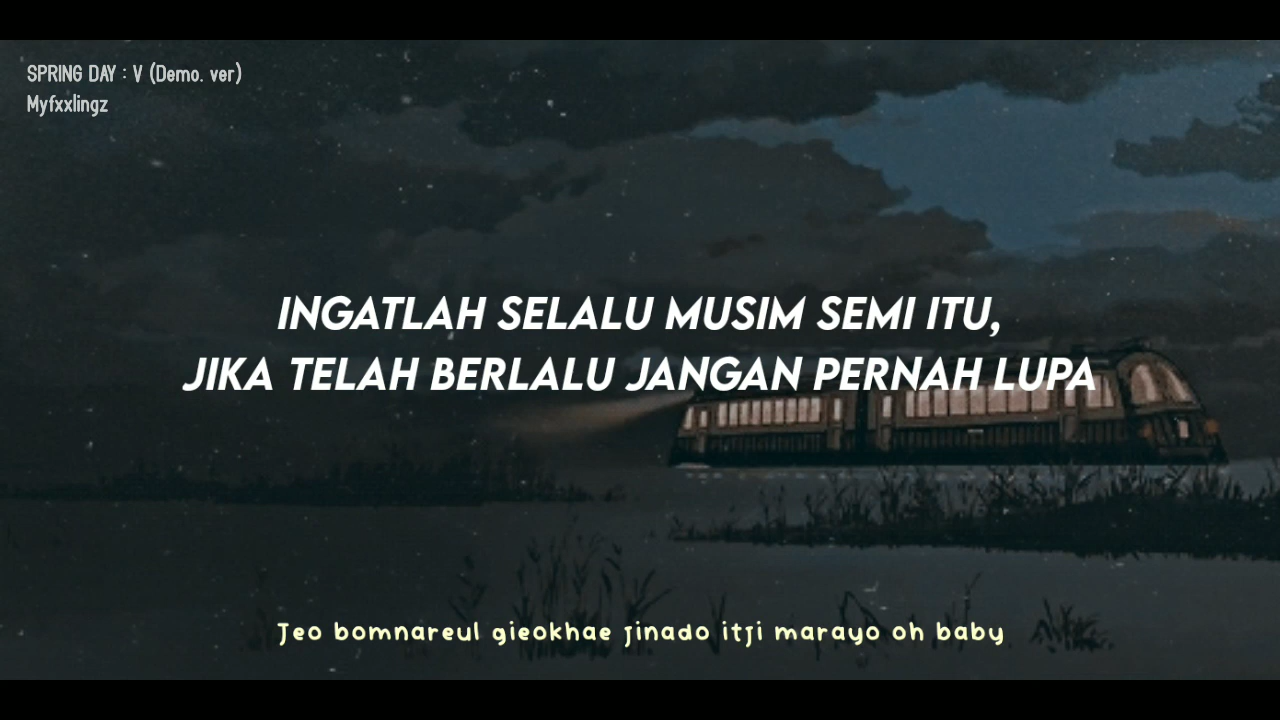 SPRING DAY : V (Demo. ver)
Myfxxlingz
INGATLAH SELALU MUSIM SEMI ITU,
JIKA TELAH BERLALU JANGAN PERNAH LUPA
Jeo bomnareul gieokhae jinado itji marayo oh baby